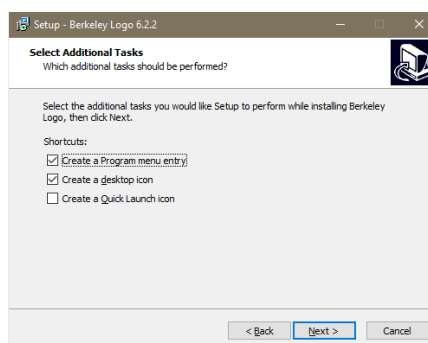 Setup - Berkeley Logo 6.2.2
Select Additional Tasks
Which additional tasks should be performed?
Select the additional tasks you would like Setup to perform while installing Berkeley
Logo, then click Next.
Shortcuts:
Create a Program menu entry
Create a desktop icon
Create a Quick Launch icon
< Back Next > Cancel